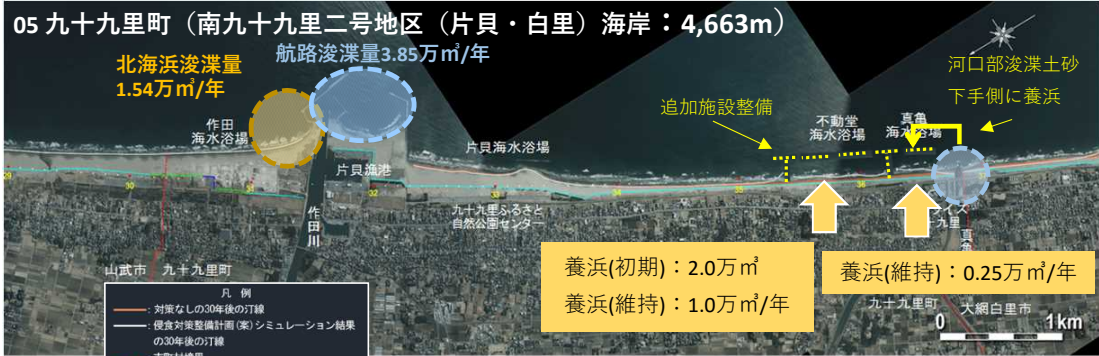 05 九十九里町（南九十九里二号地区（片貝・白里）海岸：4,663m）
北海浜浚渫量
1.54万㎥/年
航路浚渫量3.85万㎥/年
河口部浚渫土砂
下手側に養浜
追加施設整備
作田
海水浴場
片貝漁港
片貝海水浴場
不動堂
海水浴場
真亀
海水浴場
29
30
32
33
34
35
36
37
作田川
九十九里ふるさと
自然公園センター
養浜(初期)：2.0万㎥
養浜(維持)：1.0万㎥/年
養浜(維持)：0.25万㎥/年
山武市
九十九里町
九十九里町
大網白里市
0
1km
凡 例
：対策なしの30年後の汀線
：侵食対策整備計画(案)シミュレーション結果
の30年後の汀線